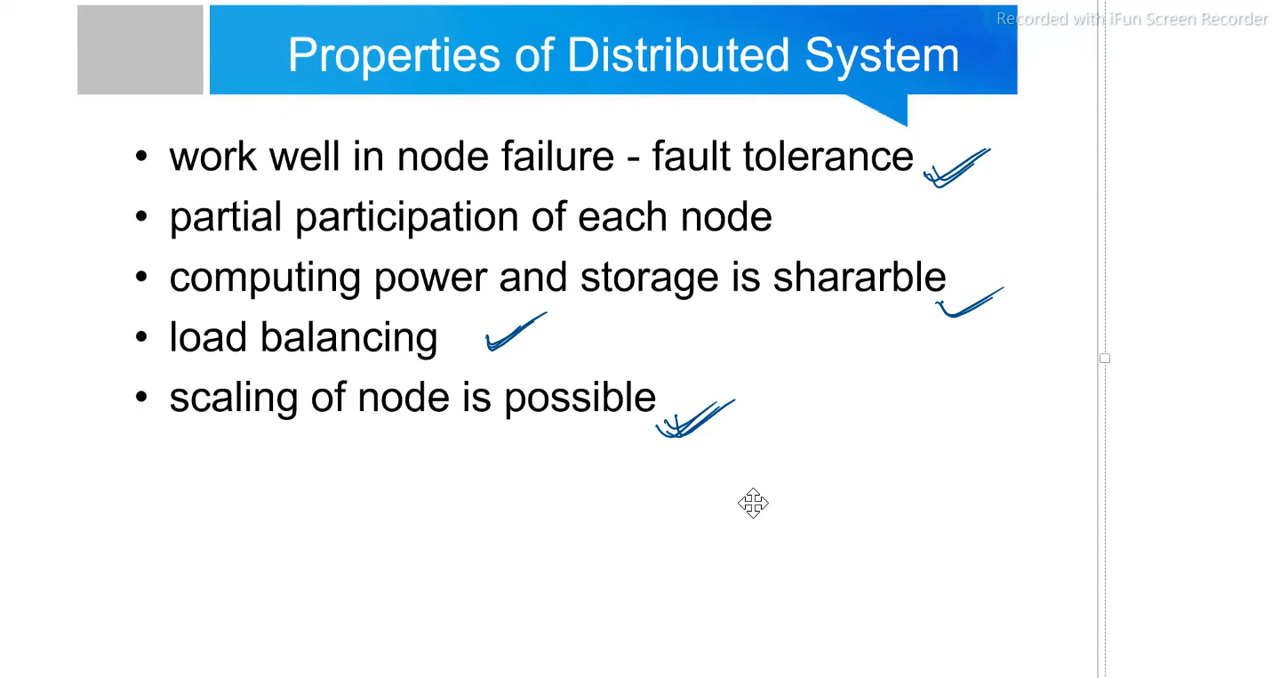 Recorded with iFun Screen Recorder
Properties of Distributed System
• work well in node failure - fault tolerance
• partial participation of each node
• computing power and storage is shararble
• load balancing
• scaling of node is possible